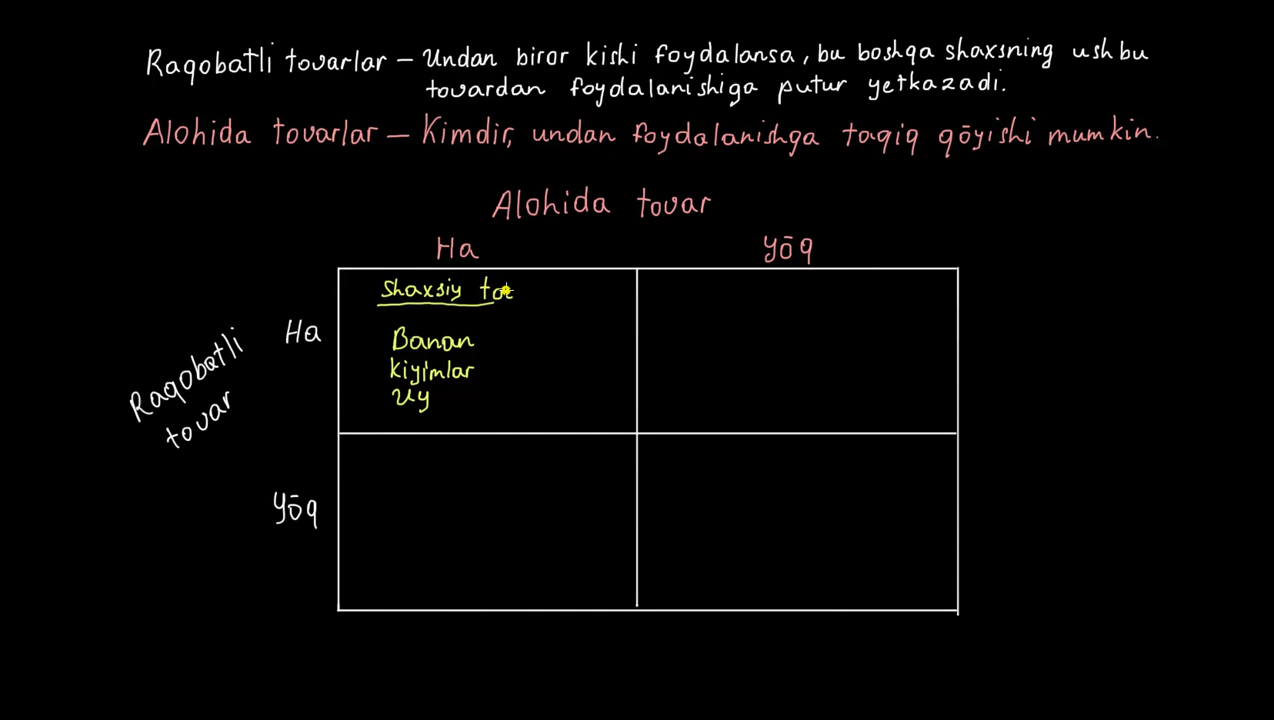 Raqobatli tovarlar – Undan biror kishi foydalansa, bu boshqa shaxsning ushbu
tovardan foydalanishiga putur yetkazadi.
Alohida tovarlar – Kimdir, undan foydalanishga taqiq qōyishi mumkin.
Alohida tovar
Ha Yōq
Shaxsiy
Ha
Banan
kiyimlar
Uy
Raqobatli
tovar
Yōq